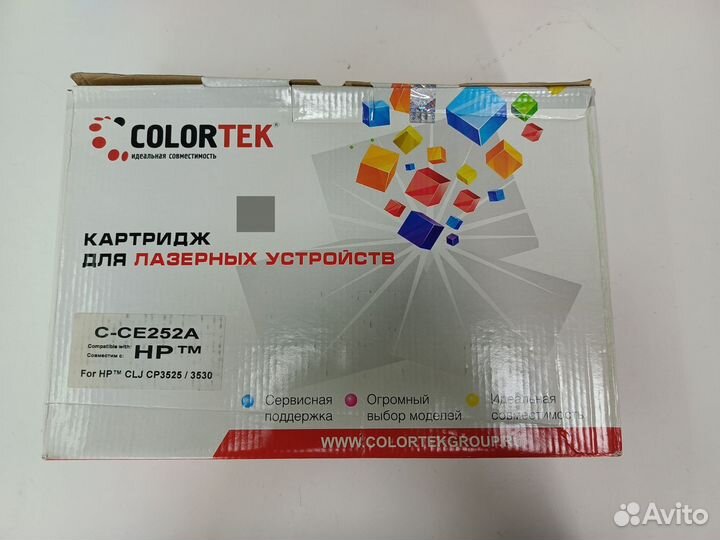 COLORTEK®
идеальная совместимость
КАРТРИДЖ
ДЛЯ ЛАЗЕРНЫХ УСТРОЙСТВ
C-CE252A
Compatible with:
Совместим с:
HP™
For HP™ CLJ CP3525 / 3530
Сервисная
поддержка
Огромный
выбор моделей
Идеальная
совместимость
WWW.COLORTEKGROUP.R
Avito